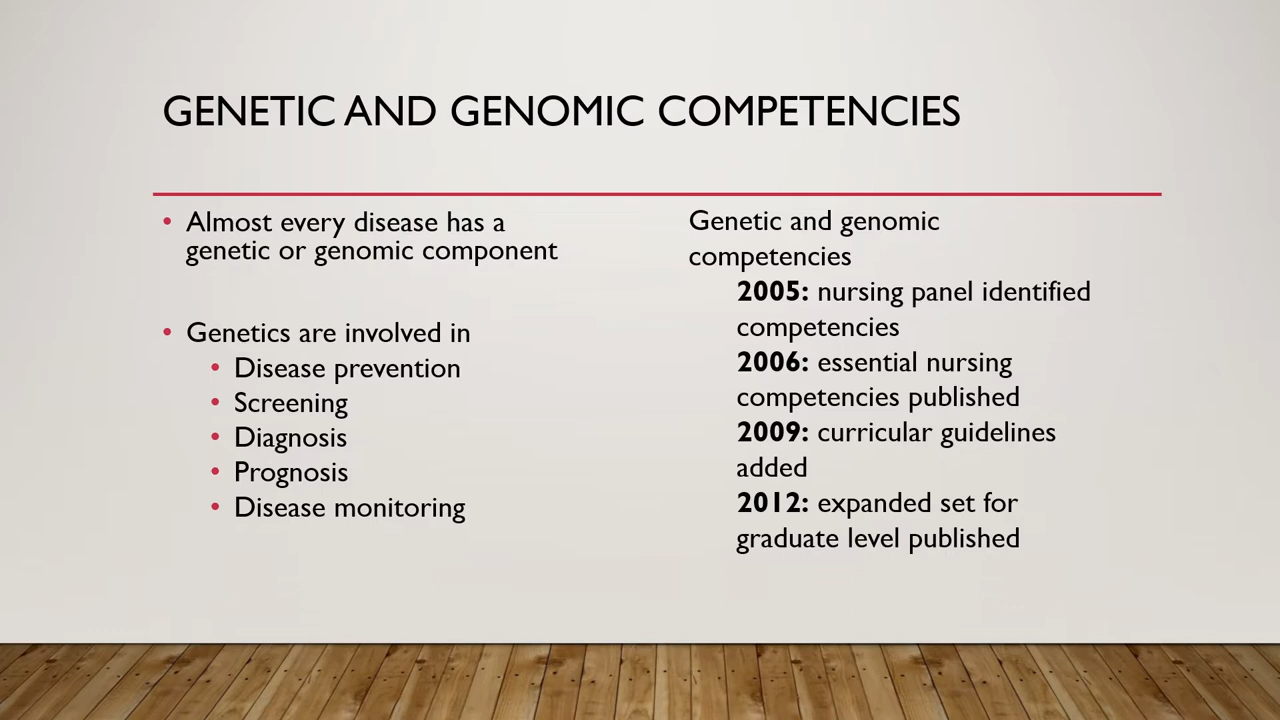 GENETIC AND GENOMIC COMPETENCIES
• Almost every disease has a
genetic or genomic component
• Genetics are involved in
• Disease prevention
• Screening
• Diagnosis
• Prognosis
• Disease monitoring
Genetic and genomic
competencies
2005: nursing panel identified
competencies
2006: essential nursing
competencies published
2009: curricular guidelines
added
2012: expanded set for
graduate level published